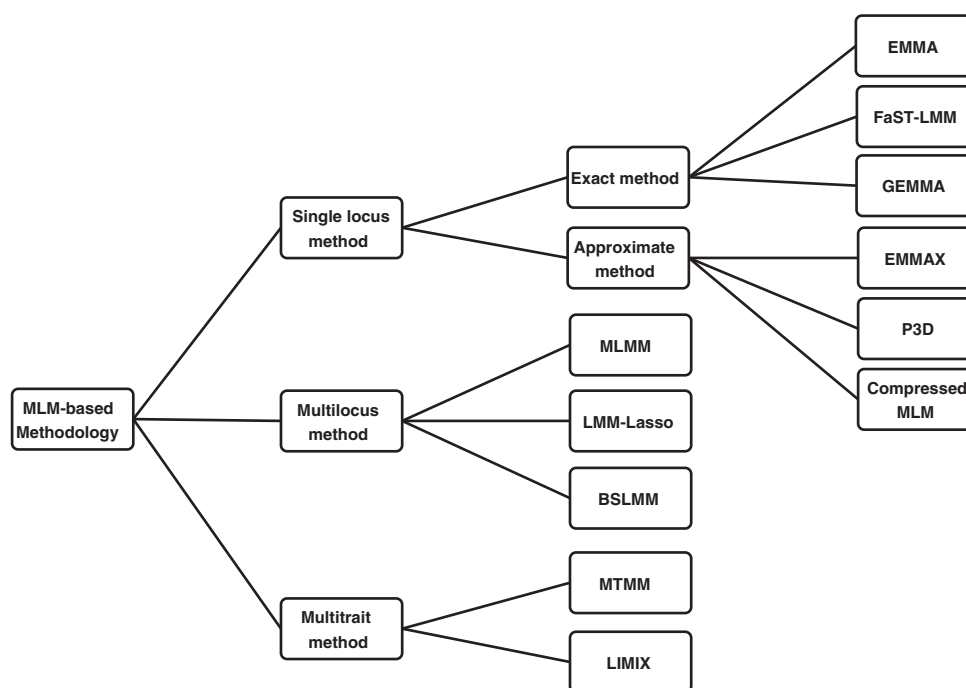 MLM-based
Methodology
Single locus
method
Exact method
EMMA
FaST-LMM
GEMMA
Approximate
method
EMMAX
P3D
Compressed
MLM
Multilocus
method
MLMM
LMM-Lasso
BSLMM
Multitrait
method
MTMM
LIMIX